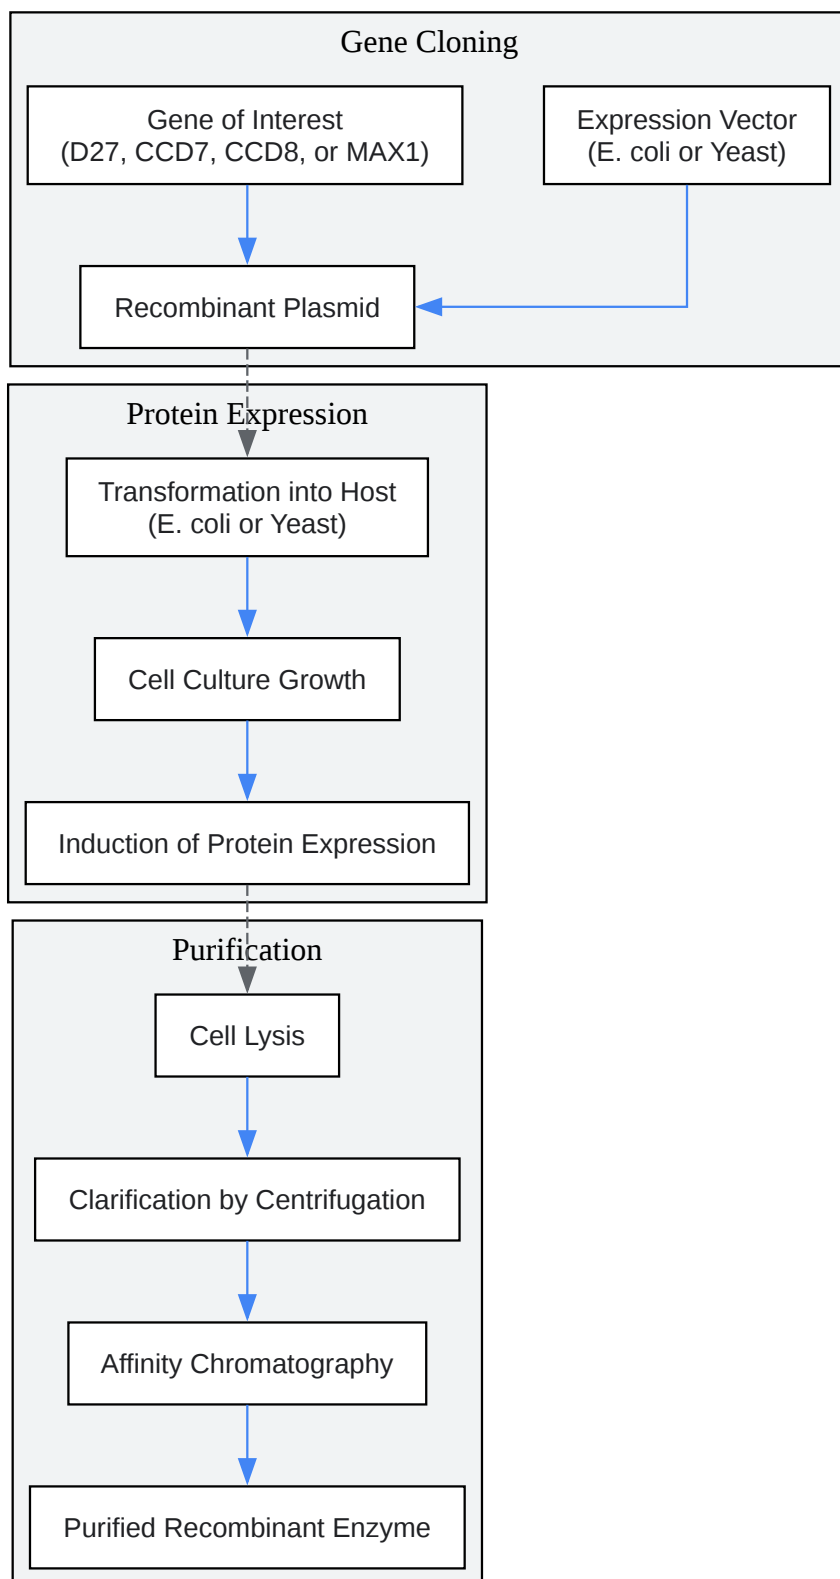 Gene Cloning
Gene of Interest
(D27, CCD7, CCD8, or MAX1)
Expression Vector
(E. coli or Yeast)
Recombinant Plasmid
Protein Expression
Transformation into Host
(E. coli or Yeast)
Cell Culture Growth
Induction of Protein Expression
Purification
Cell Lysis
Clarification by Centrifugation
Affinity Chromatography
Purified Recombinant Enzyme